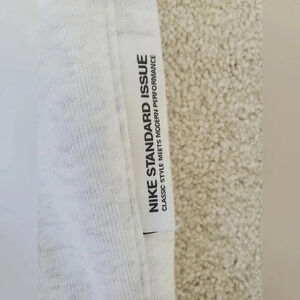 NIKE STANDARD ISSUE
CLASSIC STYLE MEETS MODERN PERFORMANCE